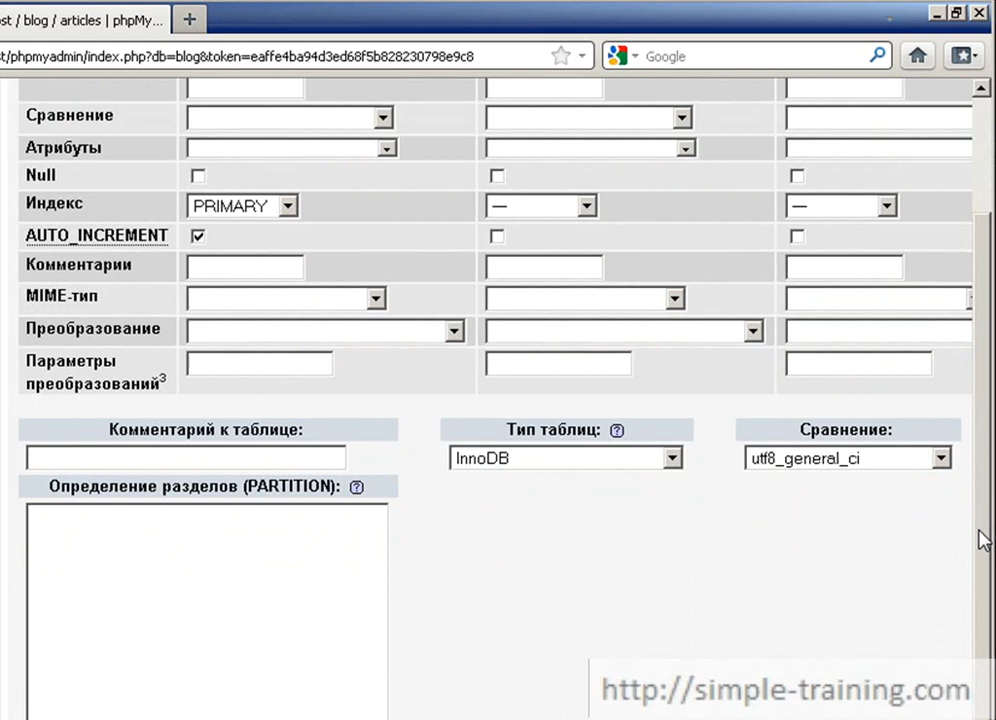 ost / blog / articles | phpMy...
t/phpmyadmin/index.php?db=blog&token=eaffe4ba94d3ed68f5b828230798e9c8
Google
Сравнение
Атрибуты
Null
Индекс PRIMARY --- ---
AUTO_INCREMENT
Комментарии
MIME-тип
Преобразование
Параметры
преобразований3
Комментарий к таблице: Тип таблиц: Сравнение:
InnoDB utf8_general_ci
Определение разделов (PARTITION):
http://simple-training.com